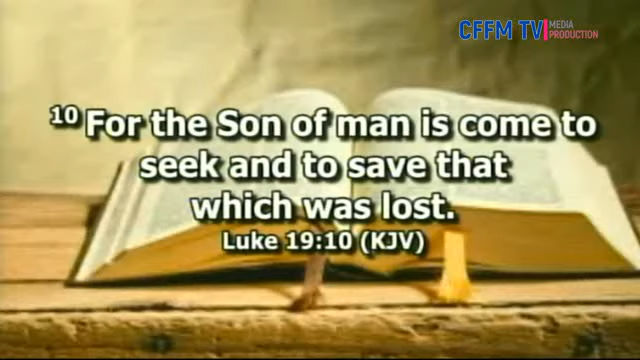 CFFM TV MEDIA
PRODUCTION
10 For the Son of man is come to
seek and to save that
which was lost.
Luke 19:10 (KJV)